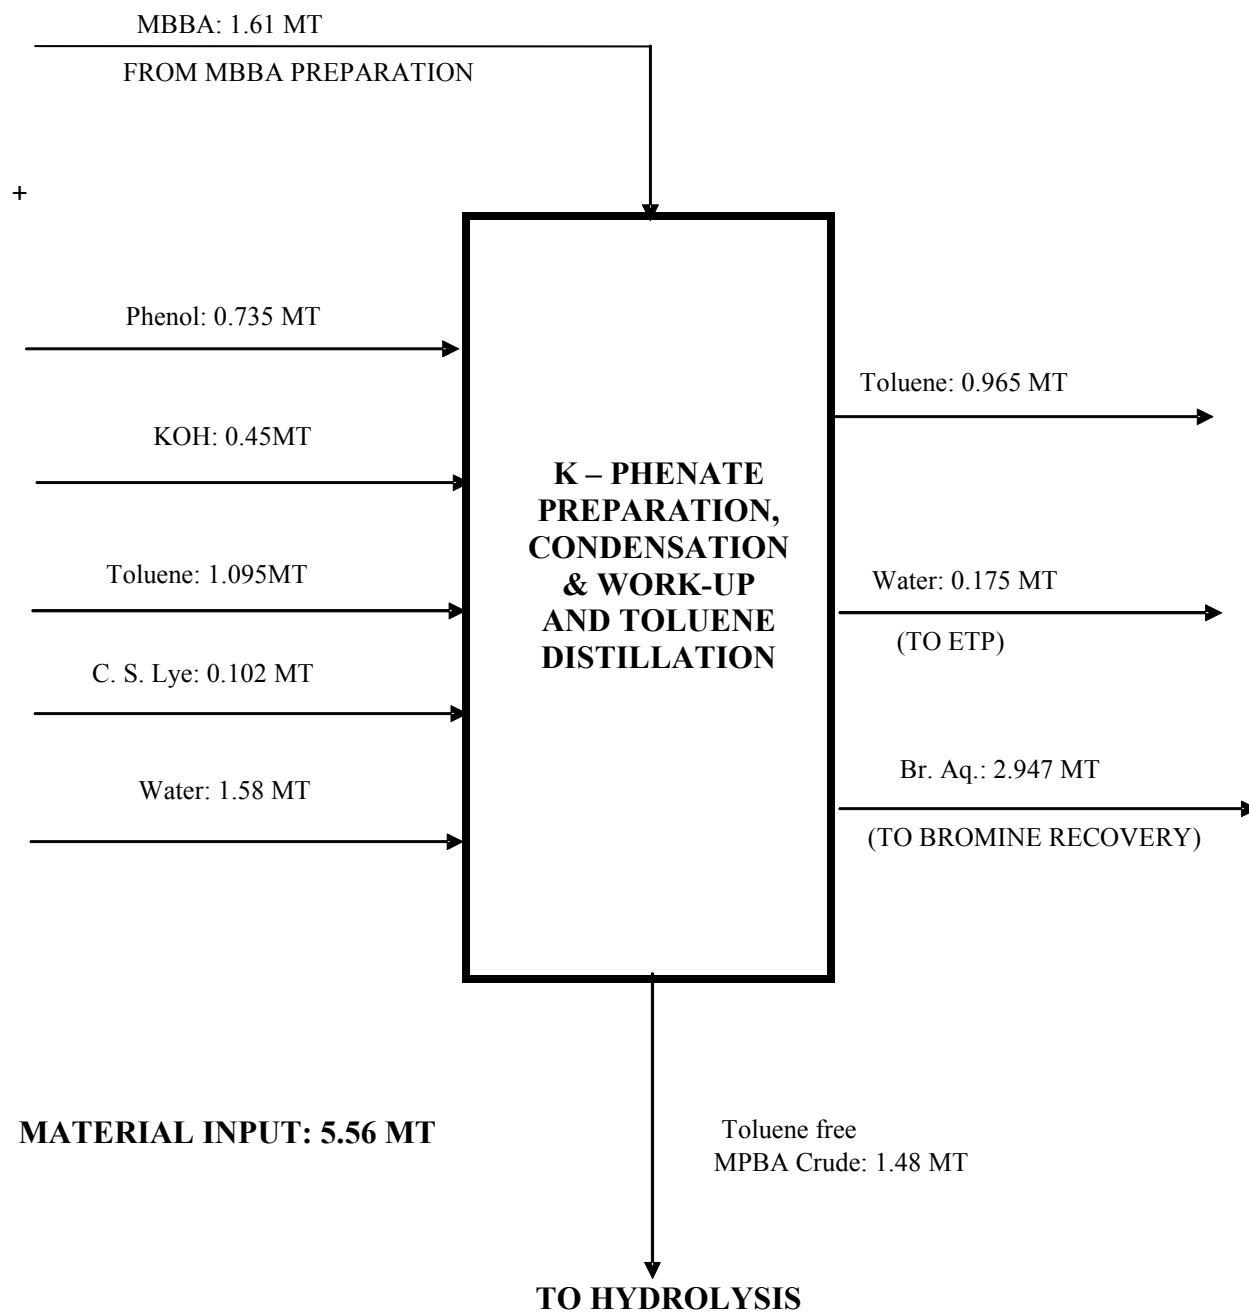 MBBA: 1.61 MT
FROM MBBA PREPARATION
+
Phenol: 0.735 MT
KOH: 0.45MT
Toluene: 1.095MT
C. S. Lye: 0.102 MT
Water: 1.58 MT
K – PHENATE
PREPARATION,
CONDENSATION
& WORK-UP
AND TOLUENE
DISTILLATION
Toluene: 0.965 MT
Water: 0.175 MT
(TO ETP)
Br. Aq.: 2.947 MT
(TO BROMINE RECOVERY)
MATERIAL INPUT: 5.56 MT
Toluene free
MPBA Crude: 1.48 MT
TO HYDROLYSIS